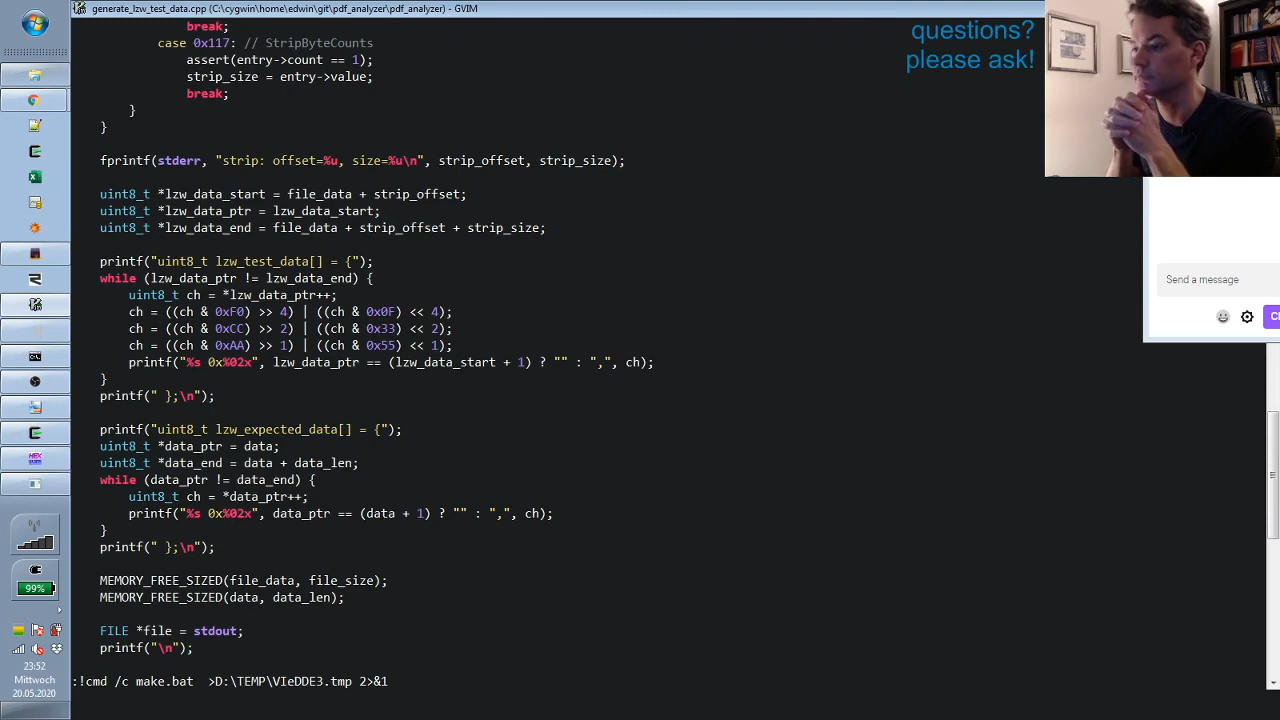 generate_lzw_test_data.cpp (C:\cygwin\home\edwin\git\pdf_analyzer\pdf_analyzer) - GVIM
questions?
please ask!
break;
case 0x117: // StripByteCounts
assert(entry->count == 1);
strip_size = entry->value;
break;
}
}
fprintf(stderr, "strip: offset=%u, size=%u\n", strip_offset, strip_size);
uint8_t *lzw_data_start = file_data + strip_offset;
uint8_t *lzw_data_ptr = lzw_data_start;
uint8_t *lzw_data_end = file_data + strip_offset + strip_size;
printf("uint8_t lzw_test_data[] = {");
while (lzw_data_ptr != lzw_data_end) {
uint8_t ch = *lzw_data_ptr++;
ch = ((ch & 0xF0) >> 4) | ((ch & 0x0F) << 4);
ch = ((ch & 0xCC) >> 2) | ((ch & 0x33) << 2);
ch = ((ch & 0xAA) >> 1) | ((ch & 0x55) << 1);
printf("%s 0x%02x", lzw_data_ptr == (lzw_data_start + 1) ? "" : ",", ch);
}
printf(" };\n");
printf("uint8_t lzw_expected_data[] = {");
uint8_t *data_ptr = data;
uint8_t *data_end = data + data_len;
while (data_ptr != data_end) {
uint8_t ch = *data_ptr++;
printf("%s 0x%02x", data_ptr == (data + 1) ? "" : ",", ch);
}
printf(" };\n");
MEMORY_FREE_SIZED(file_data, file_size);
MEMORY_FREE_SIZED(data, data_len);
FILE *file = stdout;
printf("\n");
:!cmd /c make.bat  >D:\TEMP\VIeDDE3.tmp 2>&1
Send a message
99%
23:52
Mittwoch
20.05.2020